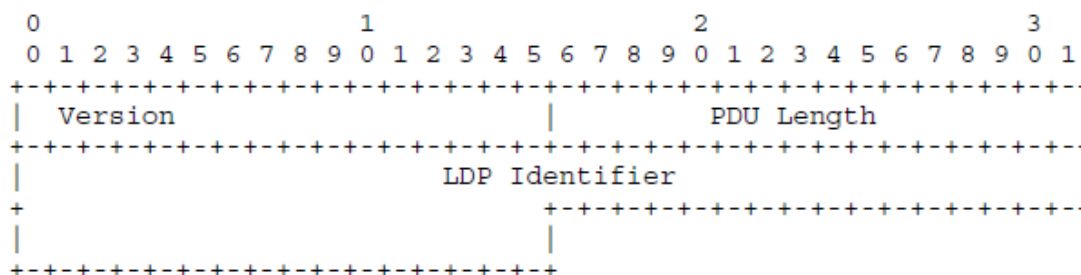 0                   1                   2                   3
0 1 2 3 4 5 6 7 8 9 0 1 2 3 4 5 6 7 8 9 0 1 2 3 4 5 6 7 8 9 0 1
+-+-+-+-+-+-+-+-+-+-+-+-+-+-+-+-+-+-+-+-+-+-+-+-+-+-+-+-+-+-+-+-
|  Version                      |         PDU Length
+-+-+-+-+-+-+-+-+-+-+-+-+-+-+-+-+-+-+-+-+-+-+-+-+-+-+-+-+-+-+-+-
|                         LDP Identifier
+                               +-+-+-+-+-+-+-+-+-+-+-+-+-+-+-+-
|                               |
+-+-+-+-+-+-+-+-+-+-+-+-+-+-+-+-+